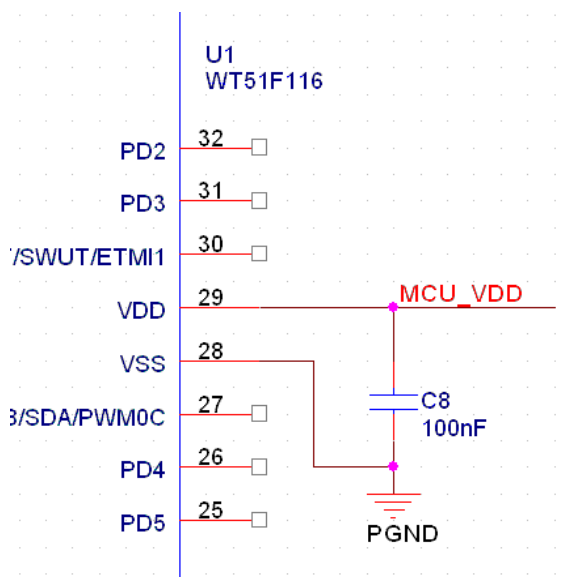 U1
WT51F116
PD2 32
PD3 31
/SWUT/ETMI1 30
VDD 29 MCU_VDD
VSS 28
C8
/SDA/PWM0C 27
100nF
PD4 26
PD5 25
PGND